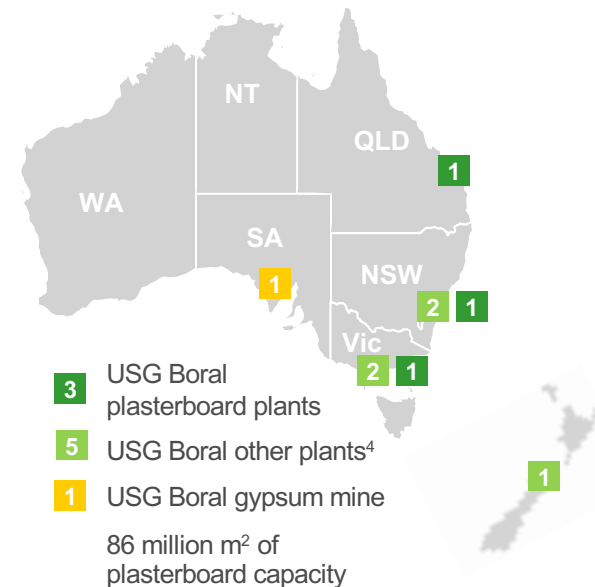 NT
QLD
1
WA
SA
1
NSW
2 1
Vic
2 1
3 USG Boral
plasterboard plants
5 USG Boral other plants⁴
1
1 USG Boral gypsum mine
86 million m² of
plasterboard capacity